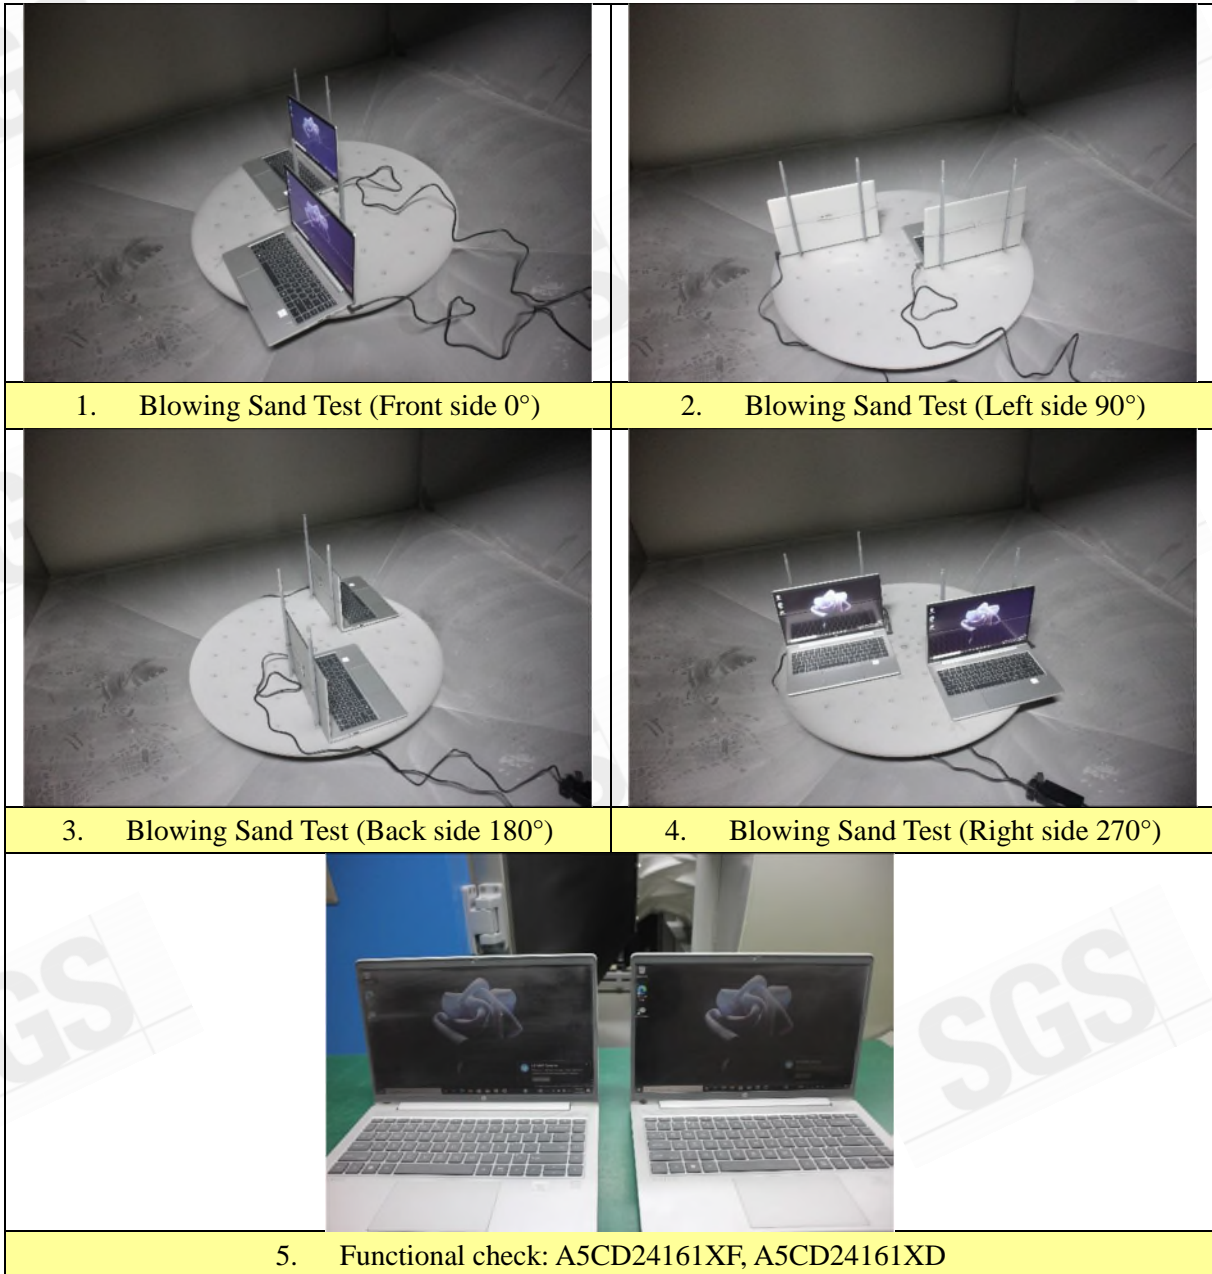 1. Blowing Sand Test (Front side 0°)
2. Blowing Sand Test (Left side 90°)
3. Blowing Sand Test (Back side 180°)
4. Blowing Sand Test (Right side 270°)
SGS
SGS
5. Functional check: A5CD24161XF, A5CD24161XD